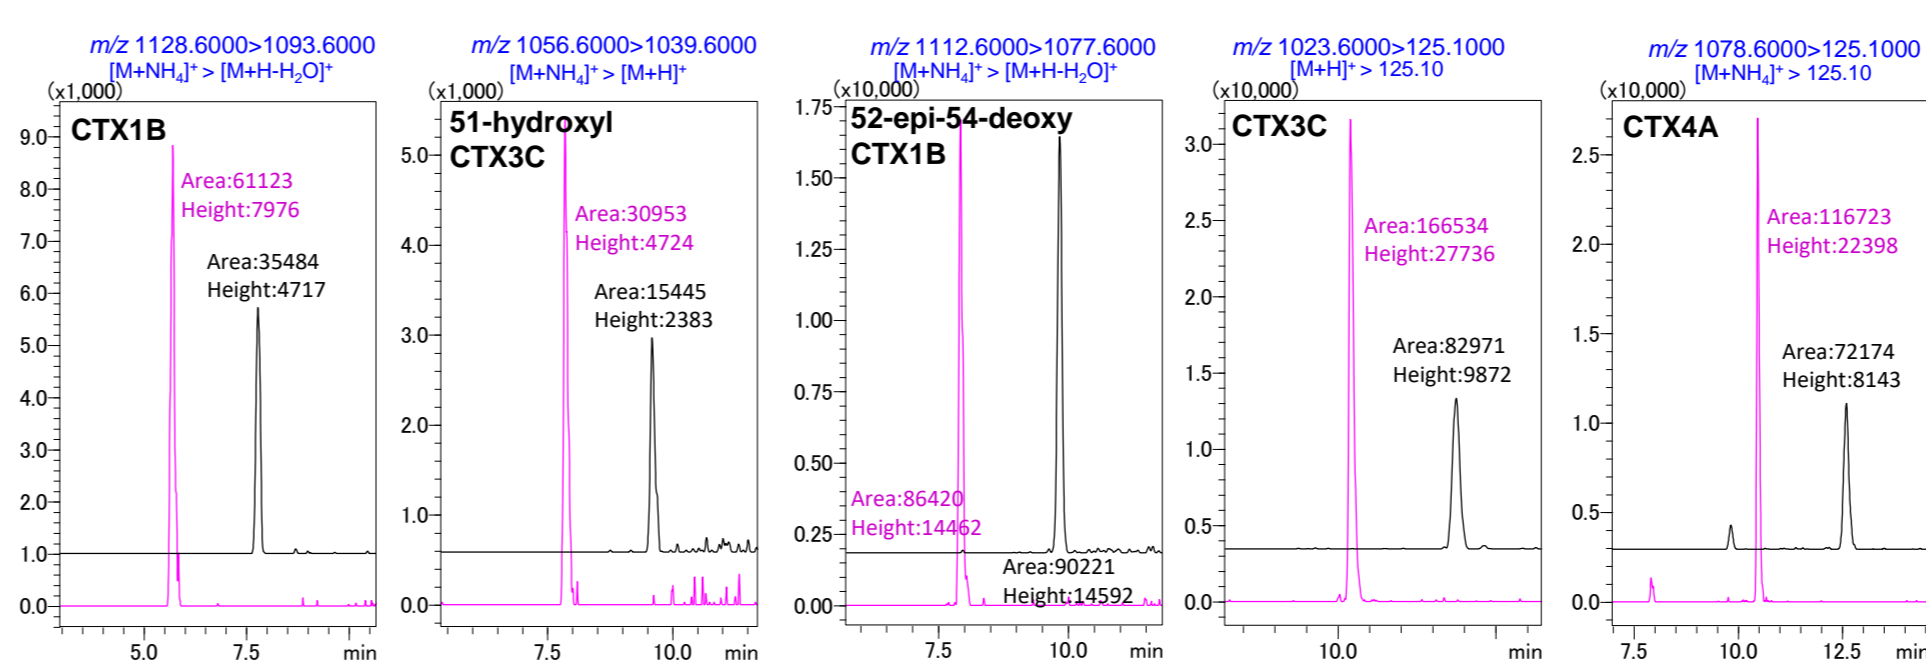 m/z 1128.6000>1093.6000
[M+NH₄]⁺ > [M+H-H₂O]⁺
(x1,000)
CTX1B
9.0
8.0
7.0
6.0
5.0
4.0
3.0
2.0
1.0
0.0
Area:61123
Height:7976
Area:35484
Height:4717
5.0 7.5 min
m/z 1056.6000>1039.6000
[M+NH₄]⁺ > [M+H]⁺
(x1,000)
51-hydroxyl
CTX3C
5.0
4.0
3.0
2.0
1.0
0.0
Area:30953
Height:4724
Area:15445
Height:2383
7.5 10.0 min
m/z 1112.6000>1077.6000
[M+NH₄]⁺ > [M+H-H₂O]⁺
(x10,000)
52-epi-54-deoxy
CTX1B
1.75
1.50
1.25
1.00
0.75
0.50
0.25
0.00
Area:86420
Height:14462
Area:90221
Height:14592
7.5 10.0 min
m/z 1023.6000>125.1000
[M+H]⁺ > 125.10
(x10,000)
CTX3C
3.0
2.5
2.0
1.5
1.0
0.5
0.0
Area:166534
Height:27736
Area:82971
Height:9872
10.0 min
m/z 1078.6000>125.1000
[M+NH₄]⁺ > 125.10
(x10,000)
CTX4A
2.5
2.0
1.5
1.0
0.5
0.0
Area:116723
Height:22398
Area:72174
Height:8143
7.5 10.0 12.5